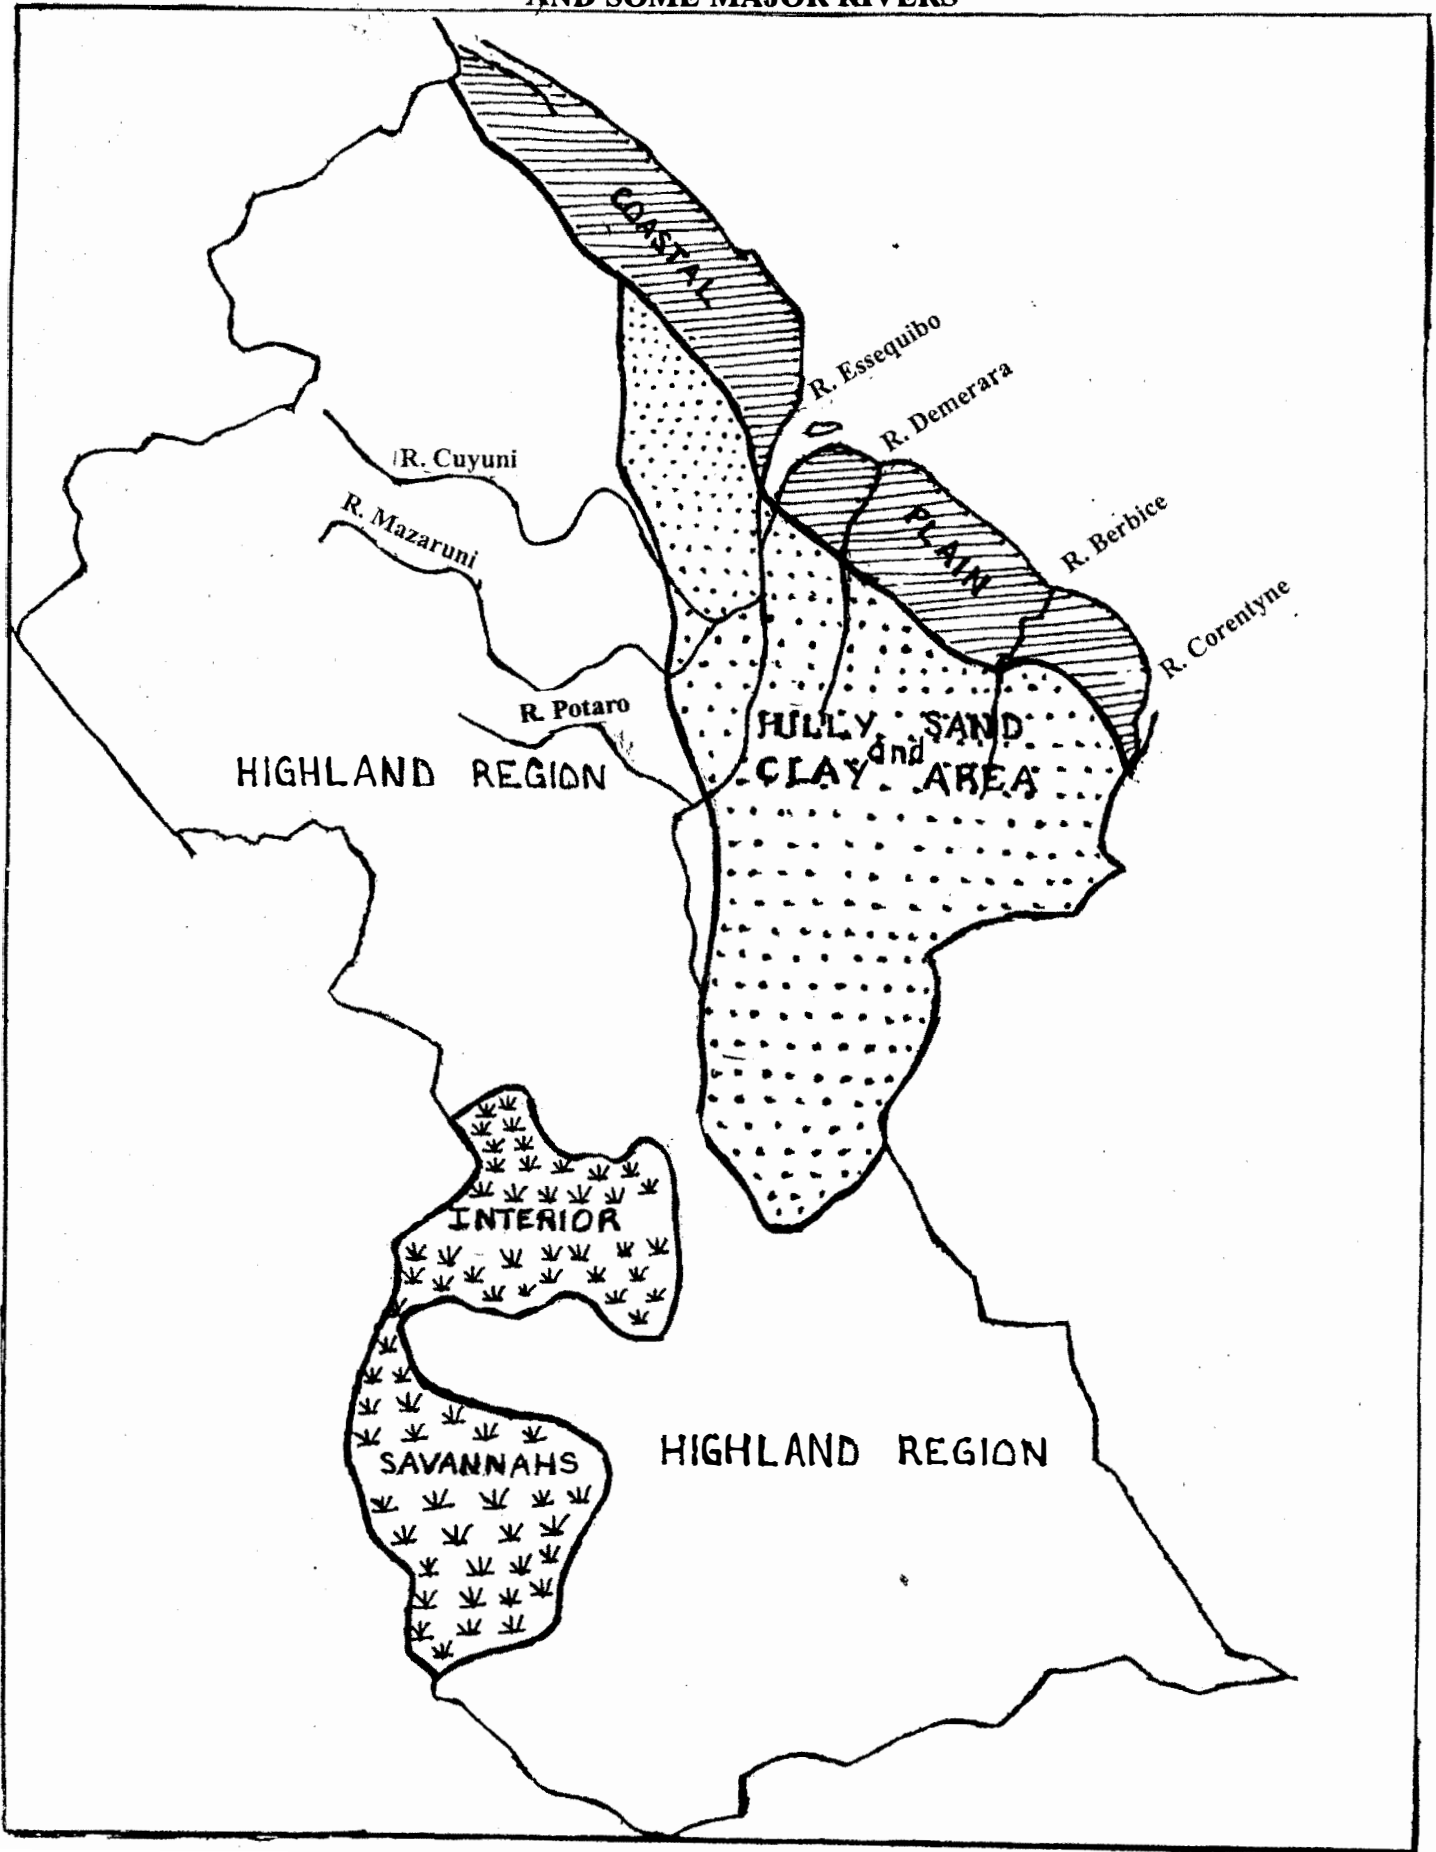 AND SOME MAJOR RIVERS
COASTAL
R. Essequibo
R. Demerara
R. Cuyuni
R. Mazaruni
PLAIN
R. Berbice
R. Corentyne
R. Potaro
HIGHLAND REGION
HILLY SAND
and
CLAY AREA
INTERIOR
SAVANNAHS
HIGHLAND REGION